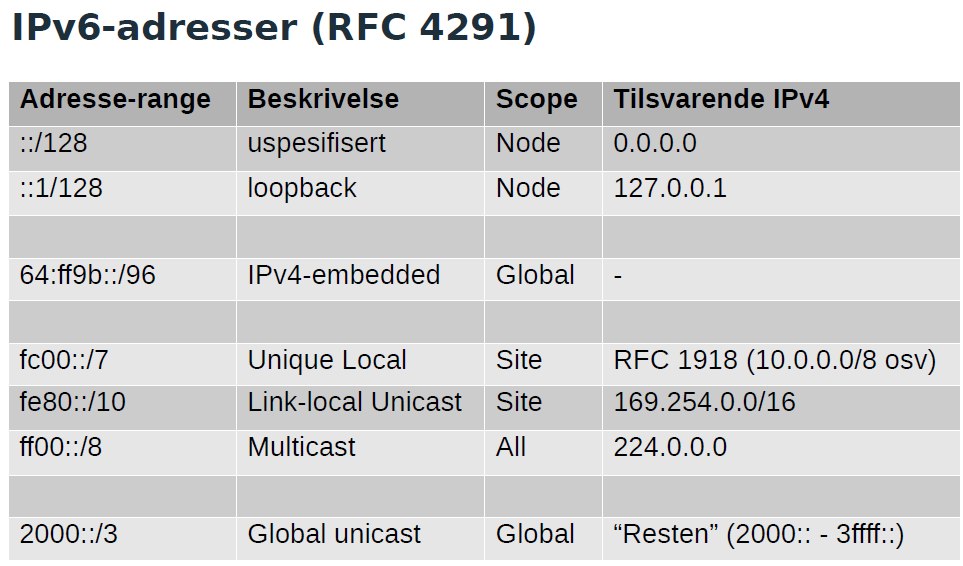 IPv6-adresser (RFC 4291)
Adresse-range Beskrivelse Scope Tilsvarende IPv4
::/128 uspesifisert Node 0.0.0.0
::1/128 loopback Node 127.0.0.1
64:ff9b::/96 IPv4-embedded Global -
fc00::/7 Unique Local Site RFC 1918 (10.0.0.0/8 osv)
fe80::/10 Link-local Unicast Site 169.254.0.0/16
ff00::/8 Multicast All 224.0.0.0
2000::/3 Global unicast Global “Resten” (2000:: - 3ffff::)